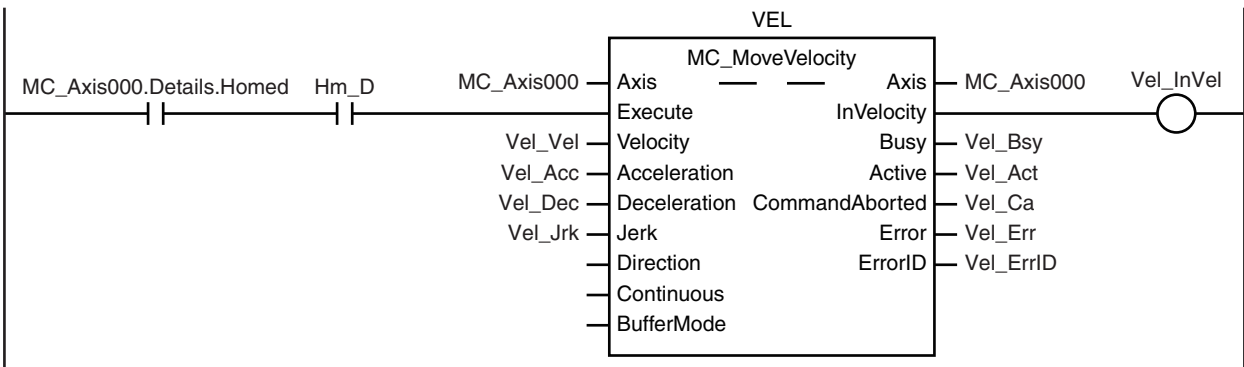 VEL
MC_MoveVelocity
MC_Axis000.Details.Homed Hm_D MC_Axis000 Axis Axis MC_Axis000 Vel_InVel
Execute InVelocity
Vel_Vel Velocity Busy Vel_Bsy
Vel_Acc Acceleration Active Vel_Act
Vel_Dec Deceleration CommandAborted Vel_Ca
Vel_Jrk Jerk Error Vel_Err
Direction ErrorID Vel_ErrID
Continuous
BufferMode